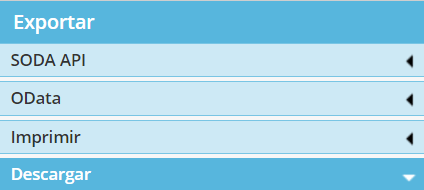 Exportar
SODA API
OData
Imprimir
Descargar